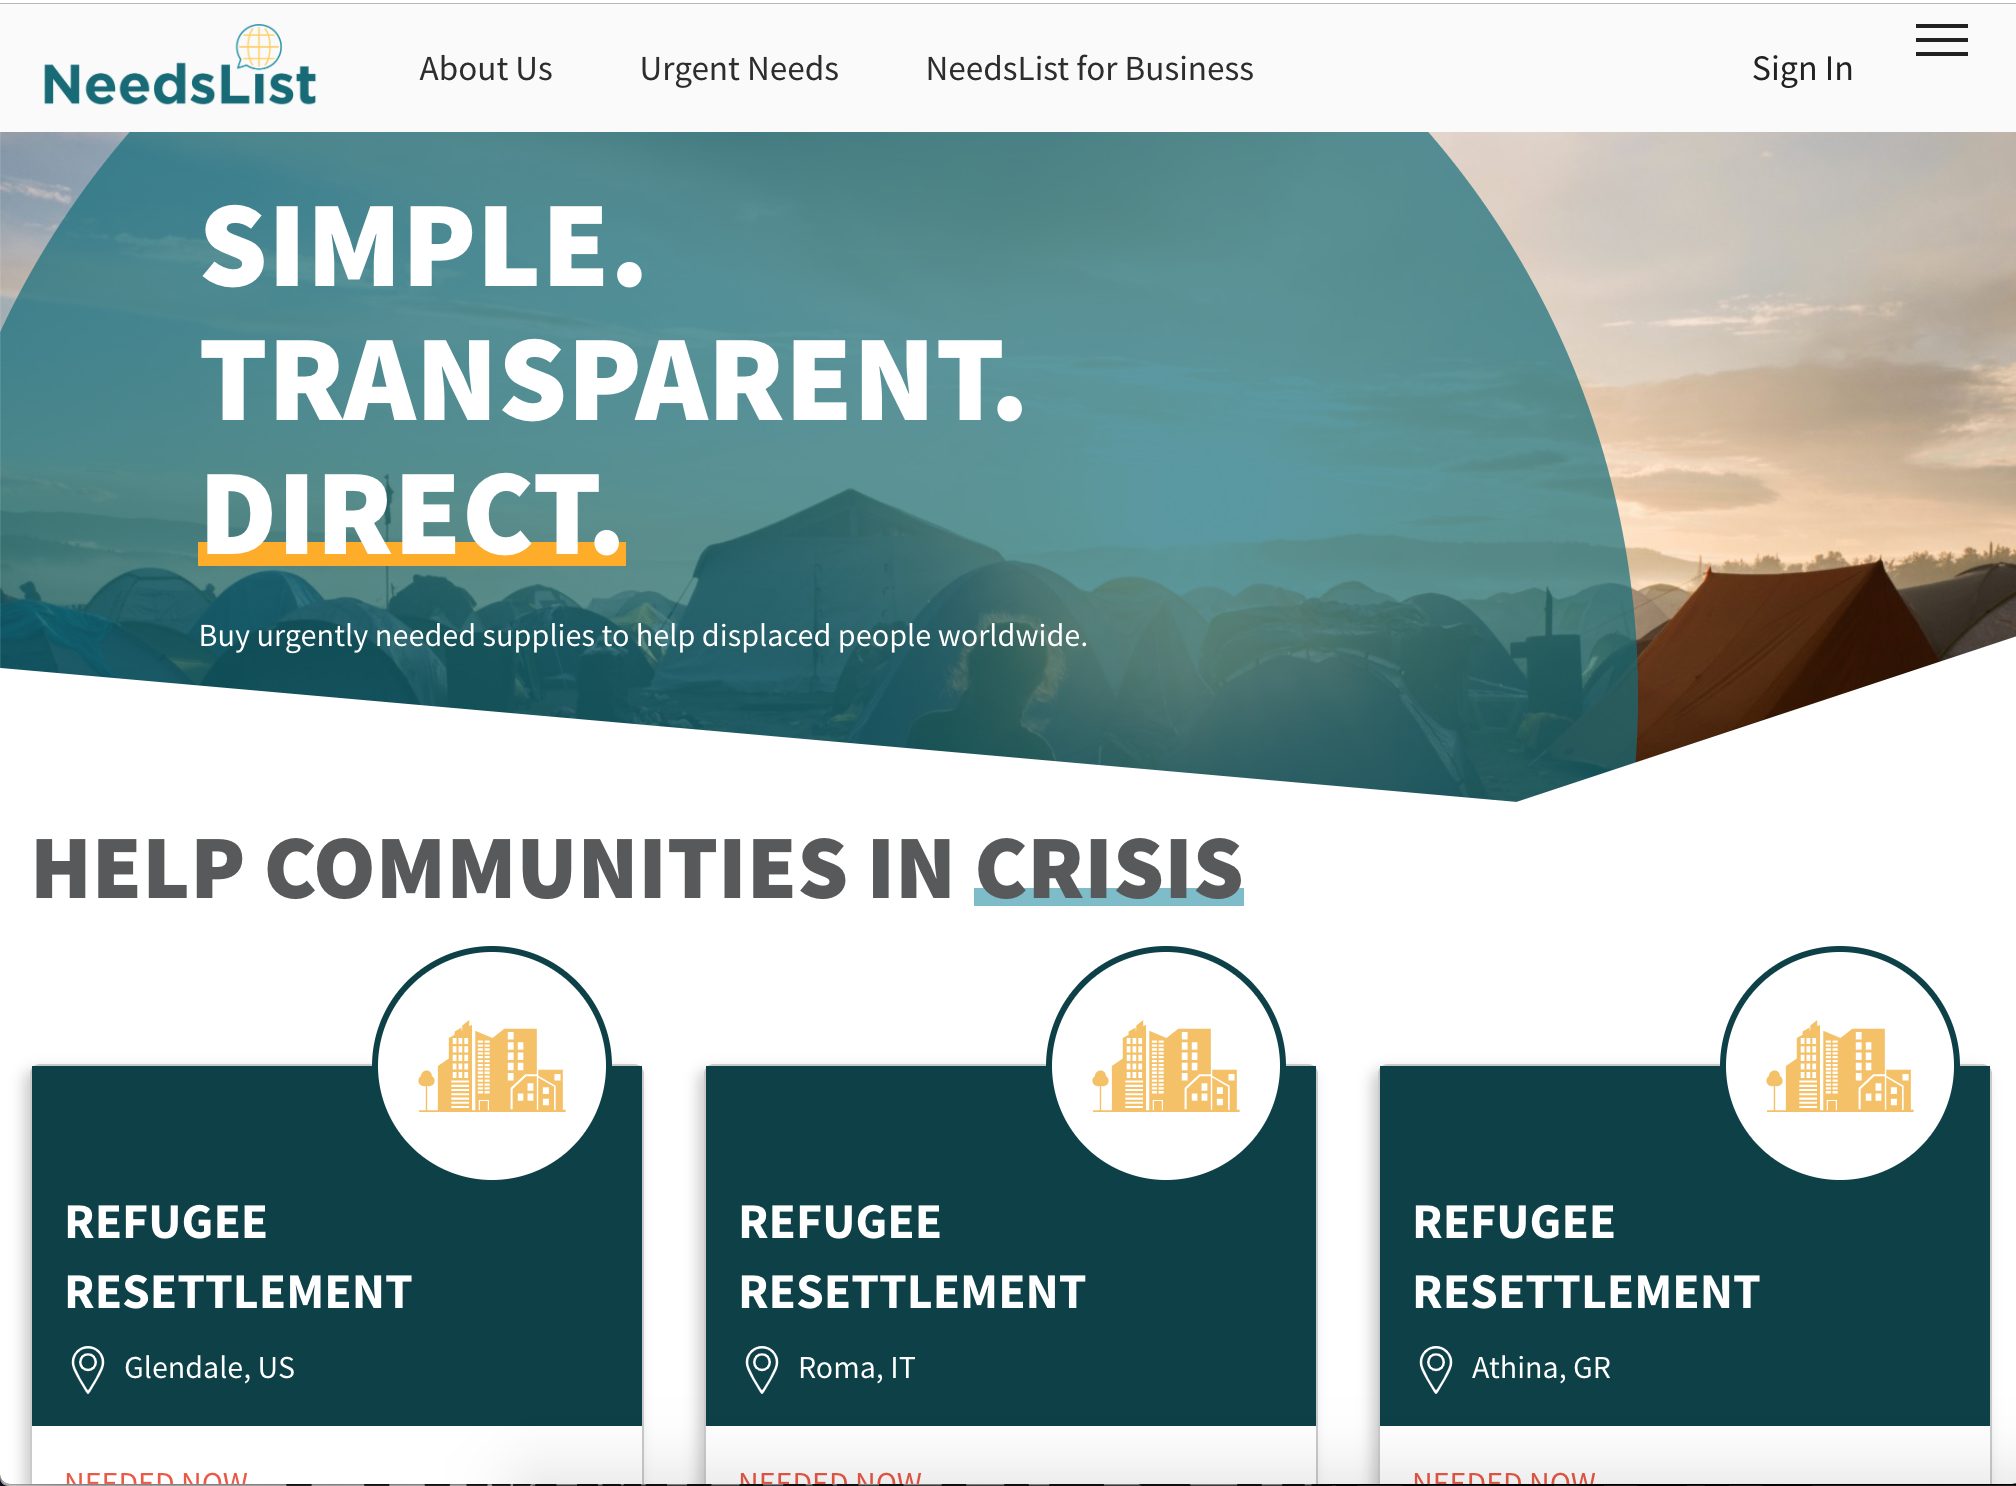 NeedsList
About Us
Urgent Needs
NeedsList for Business
Sign In
SIMPLE.
TRANSPARENT.
DIRECT.
Buy urgently needed supplies to help displaced people worldwide.
HELP COMMUNITIES IN CRISIS
REFUGEE
RESETTLEMENT
Glendale, US
NEEDED NOW
REFUGEE
RESETTLEMENT
Roma, IT
NEEDED NOW
REFUGEE
RESETTLEMENT
Athina, GR
NEEDED NOW